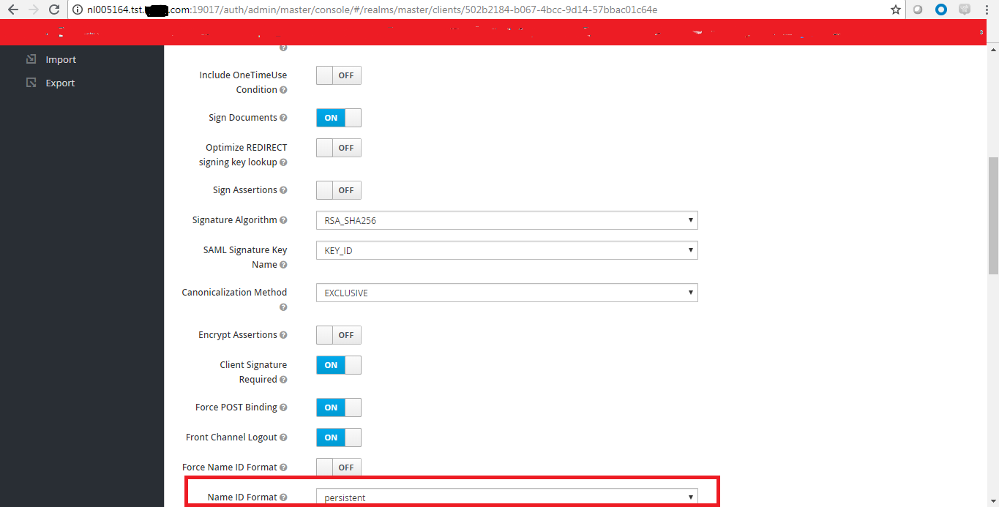 nl005164.tst. .com:19017/auth/admin/master/console/#/realms/master/clients/502b2184-b067-4bcc-9d14-57bbac01c64e
Import
Export
Include OneTimeUse
Condition
OFF
Sign Documents
ON
Optimize REDIRECT
signing key lookup
OFF
Sign Assertions
OFF
Signature Algorithm
RSA_SHA256
SAML Signature Key
Name
KEY_ID
Canonicalization Method
EXCLUSIVE
Encrypt Assertions
OFF
Client Signature
Required
ON
Force POST Binding
ON
Front Channel Logout
ON
Force Name ID Format
OFF
Name ID Format
persistent